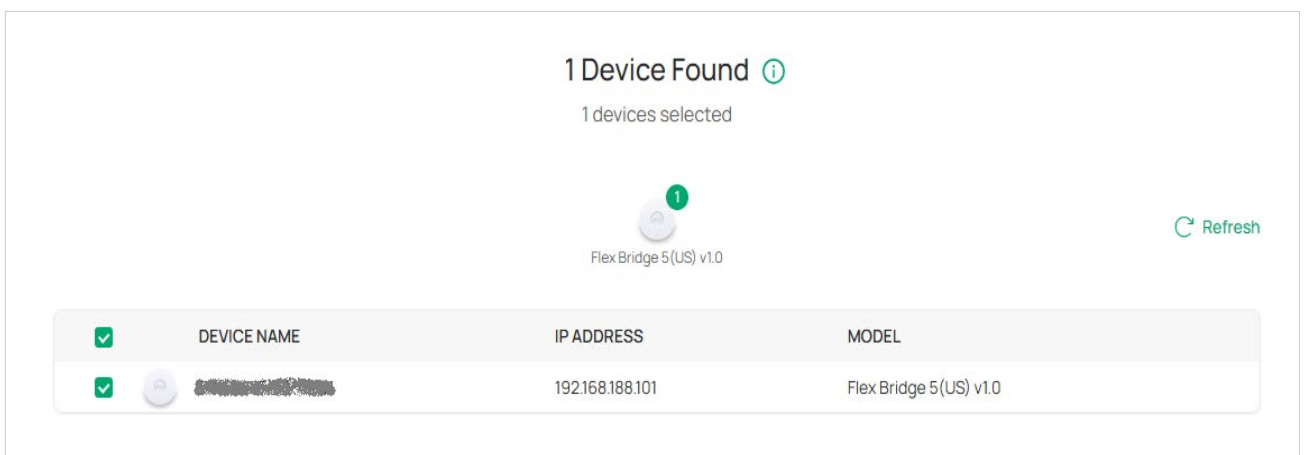 1 Device Found
1 devices selected
1
Flex Bridge 5(US) v1.0
Refresh
DEVICE NAME IP ADDRESS MODEL
192.168.188.101 Flex Bridge 5(US) v1.0